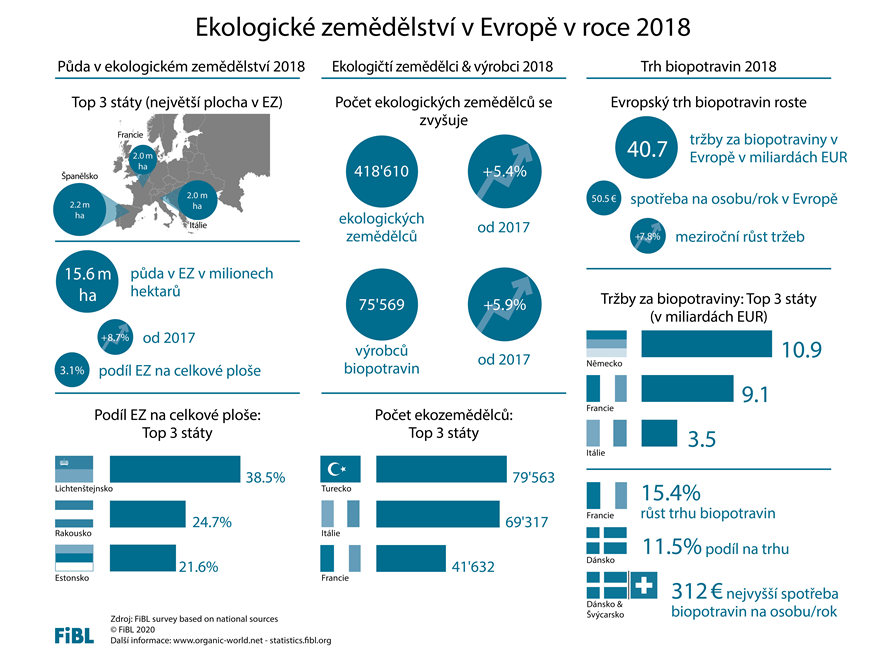 Ekologické zemědělství v Evropě v roce 2018
Půda v ekologickém zemědělství 2018
Top 3 státy (největší plocha v EZ)
Francie
2.0 m
ha
Španělsko
2.2 m
ha
2.0 m
ha
Itálie
15.6 m
ha
půda v EZ v milionech
hektarů
+8.7%
od 2017
3.1%
podíl EZ na celkové ploše
Podíl EZ na celkové ploše:
Top 3 státy
Lichtenštejnsko
38.5%
Rakousko
24.7%
Estonsko
21.6%
Ekologičtí zemědělci & výrobci 2018
Počet ekologických zemědělců se
zvyšuje
418'610
+5.4%
ekologických
zemědělců
od 2017
75'569
+5.9%
výrobců
biopotravin
od 2017
Počet ekozemědělců:
Top 3 státy
Turecko
79'563
Itálie
69'317
Francie
41'632
Trh biopotravin 2018
Evropský trh biopotravin roste
40.7
tržby za biopotraviny v
Evropě v miliardách EUR
50.5 €
spotřeba na osobu/rok v Evropě
+7.8%
meziroční růst tržeb
Tržby za biopotraviny: Top 3 státy
(v miliardách EUR)
Německo
10.9
Francie
9.1
Itálie
3.5
Francie
15.4%
růst trhu biopotravin
Dánsko
11.5% podíl na trhu
Dánsko &
Švýcarsko
312 € nejvyšší spotřeba
biopotravin na osobu/rok
FiBL
Zdroj: FiBL survey based on national sources
© FiBL 2020
Další informace: www.organic-world.net - statistics.fibl.org